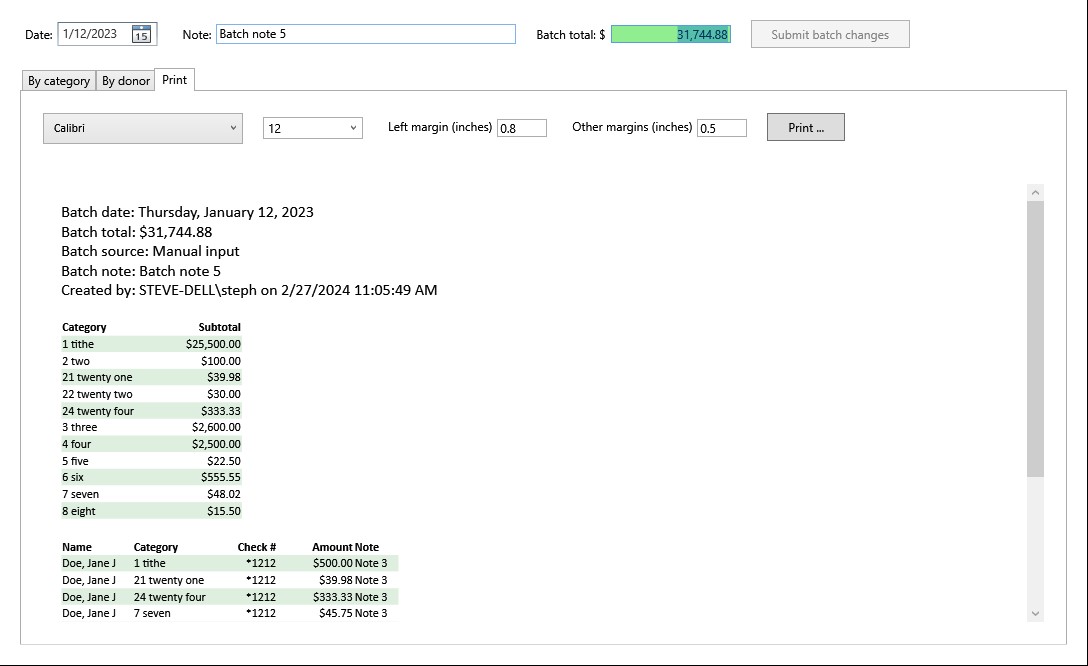 Date: 1/12/2023 15 Note: Batch note 5 Batch total: $ 31,744.88 Submit batch changes
By category By donor Print
Calibri 12 Left margin (inches) 0.8 Other margins (inches) 0.5 Print ...
Batch date: Thursday, January 12, 2023
Batch total: $31,744.88
Batch source: Manual input
Batch note: Batch note 5
Created by: STEVE-DELL\steph on 2/27/2024 11:05:49 AM
Category Subtotal
1 tithe $25,500.00
2 two $100.00
21 twenty one $39.98
22 twenty two $30.00
24 twenty four $333.33
3 three $2,600.00
4 four $2,500.00
5 five $22.50
6 six $555.55
7 seven $48.02
8 eight $15.50
Name Category Check # Amount Note
Doe, Jane J 1 tithe *1212 $500.00 Note 3
Doe, Jane J 21 twenty one *1212 $39.98 Note 3
Doe, Jane J 24 twenty four *1212 $333.33 Note 3
Doe, Jane J 7 seven *1212 $45.75 Note 3